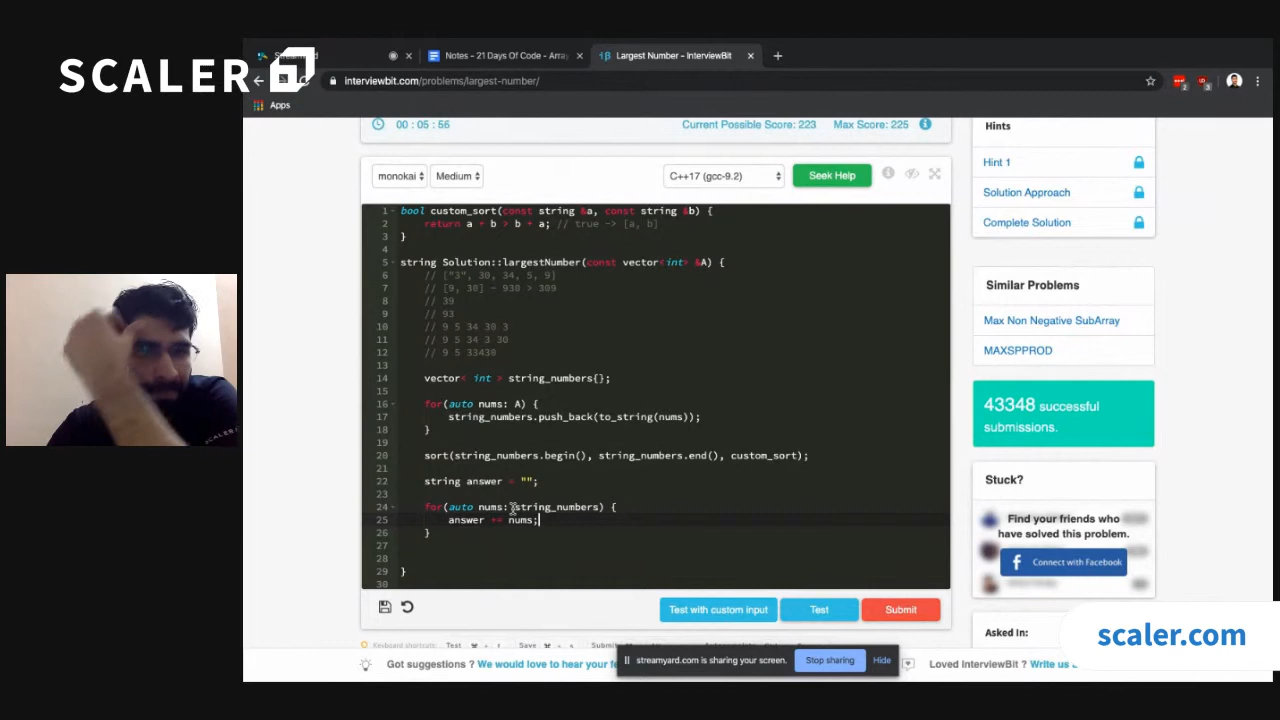 SCALER
Notes - 21 Days Of Code - Array
Largest Number - InterviewBit
interviewbit.com/problems/largest-number/
Apps
00 : 05 : 56
Current Possible Score: 223
Max Score: 225
Hints
Hint 1
Solution Approach
Complete Solution
monokai
Medium
C++17 (gcc-9.2)
Seek Help
1 bool custom_sort(const string &a, const string &b) {
2 return a + b > b + a; // true -> [a, b]
3 }
4
5 string Solution::largestNumber(const vector<int> &A) {
6 // ["3", 30, 34, 5, 9]
7 // [9, 30] - 930 > 309
8 // 39
9 // 93
10 // 9 5 34 30 3
11 // 9 5 34 3 30
12 // 9 5 33430
13
14 vector< int > string_numbers{};
15
16 for(auto nums: A) {
17 string_numbers.push_back(to_string(nums));
18 }
19
20 sort(string_numbers.begin(), string_numbers.end(), custom_sort);
21
22 string answer = "";
23
24 for(auto nums: string_numbers) {
25 answer += nums;
26 }
27
28
29 }
30
Similar Problems
Max Non Negative SubArray
MAXSPPROD
43348 successful
submissions.
Stuck?
Find your friends who
have solved this problem.
Connect with Facebook
Test with custom input
Test
Submit
Asked In:
Keyboard shortcuts: Test
Save
Got suggestions ? We would love to hear your
streamyard.com is sharing your screen.
Stop sharing
Hide
Loved InterviewBit ? Write us
scaler.com